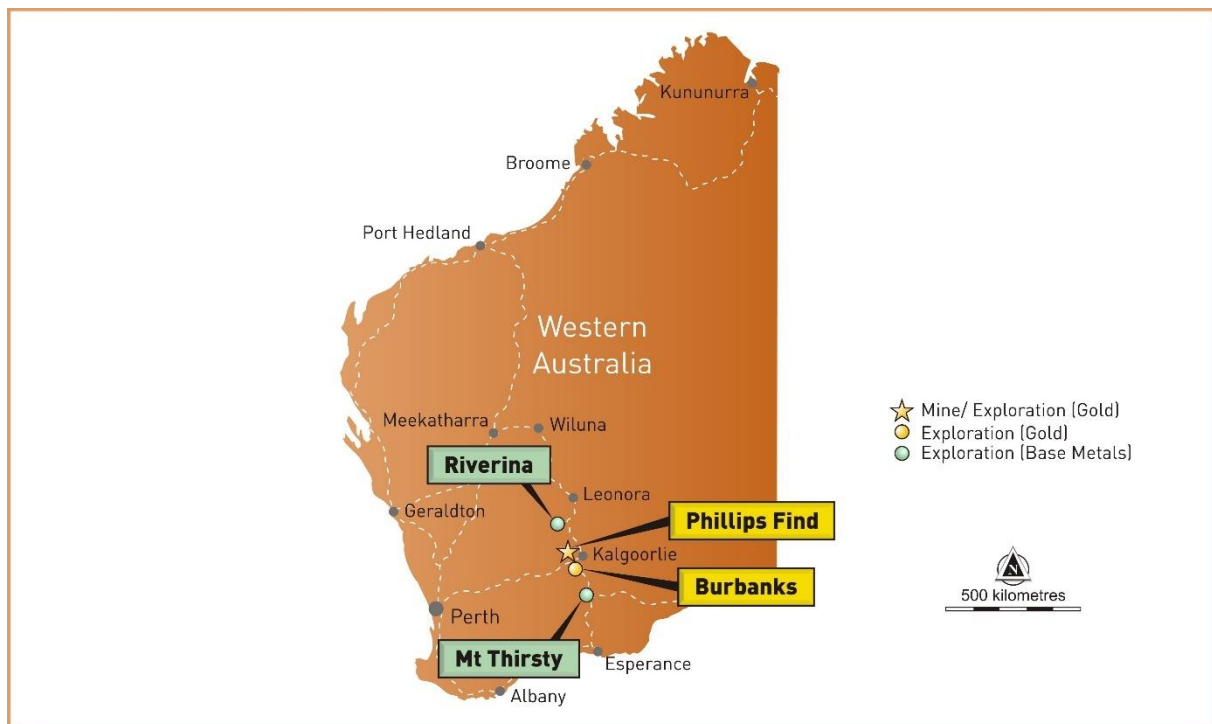 Kununurra
Broome
Port Hedland
Western
Australia
Meekatharra
Wiluna
Riverina
Leonora
Geraldton
Phillips Find
Kalgoorlie
Burbanks
Perth
Mt Thirsty
Esperance
Albany
Mine/ Exploration (Gold)
Exploration (Gold)
Exploration (Base Metals)
N
500 kilometres